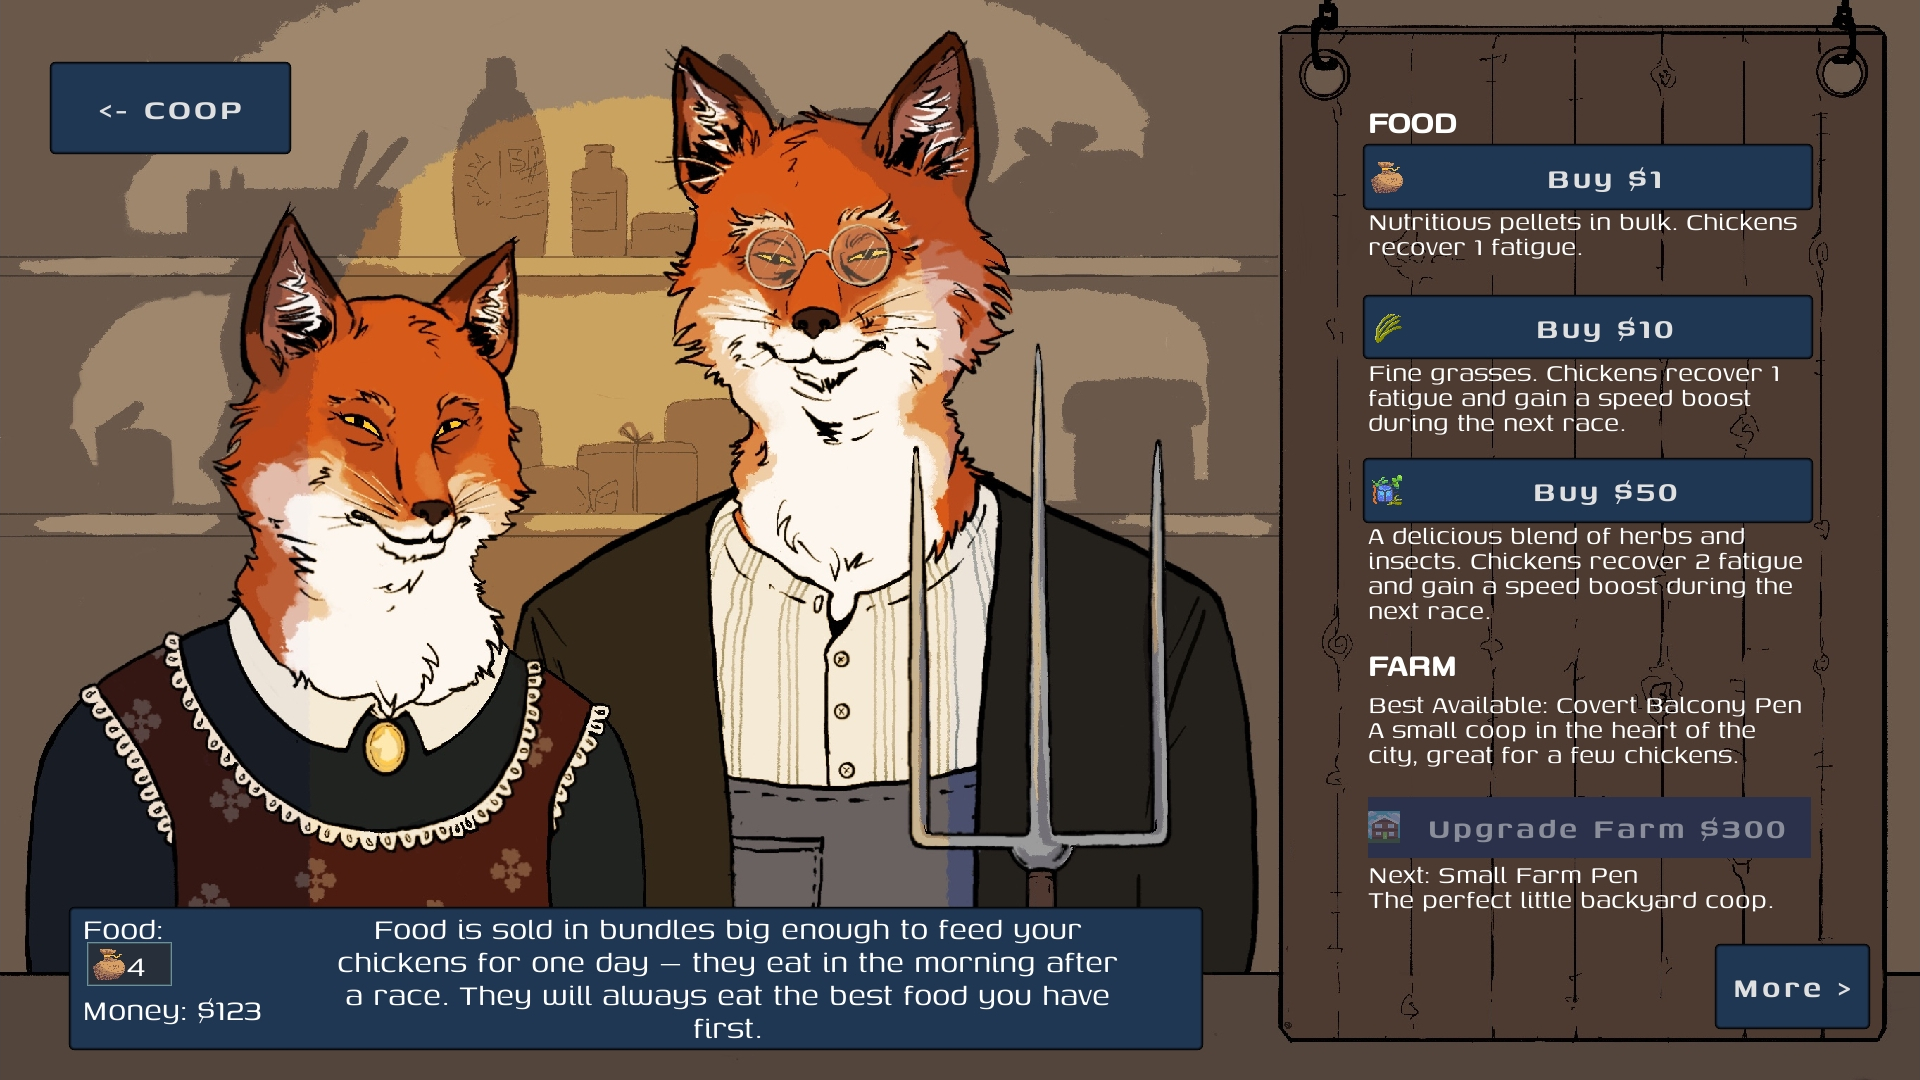 <- COOP
FOOD
Buy $1
Nutritious pellets in bulk. Chickens
recover 1 fatigue.
Buy $10
Fine grasses. Chickens recover 1
fatigue and gain a speed boost
during the next race.
Buy $50
A delicious blend of herbs and
insects. Chickens recover 2 fatigue
and gain a speed boost during the
next race.
FARM
Best Available: Covert Balcony Pen
A small coop in the heart of the
city, great for a few chickens.
Upgrade Farm $300
Next: Small Farm Pen
The perfect little backyard coop.
More >
Food:
4
Money: $123
Food is sold in bundles big enough to feed your
chickens for one day — they eat in the morning after
a race. They will always eat the best food you have
first.